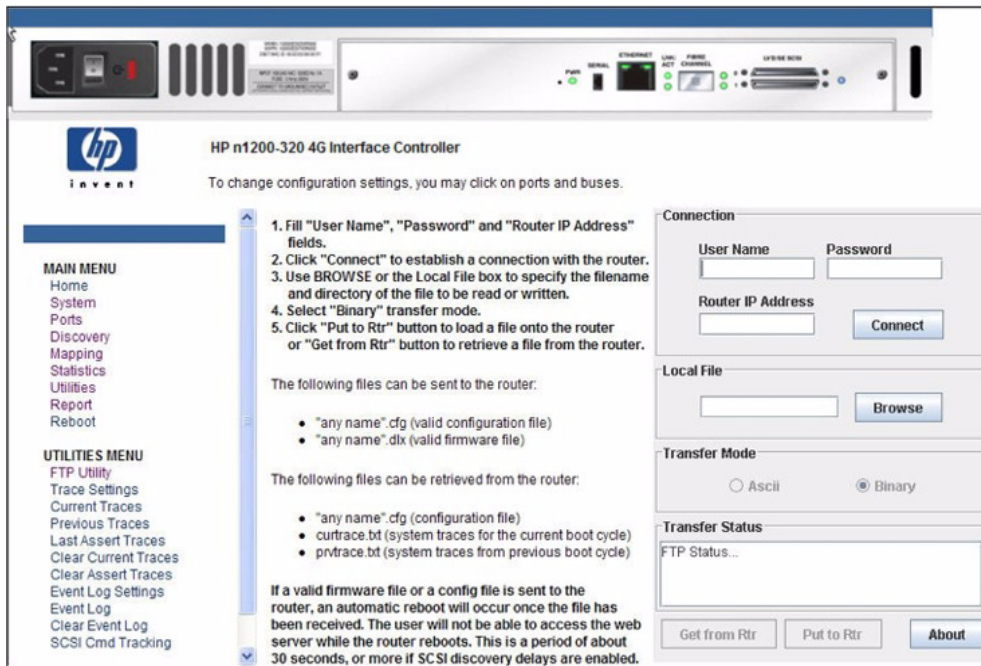 PWR
SERIAL
ETHERNET
LINK/
ACT
FIBRE
CHANNEL
LVD/SE SCSI
hp
invent
HP n1200-320 4G Interface Controller
To change configuration settings, you may click on ports and buses.
MAIN MENU
Home
System
Ports
Discovery
Mapping
Statistics
Utilities
Report
Reboot
UTILITIES MENU
FTP Utility
Trace Settings
Current Traces
Previous Traces
Last Assert Traces
Clear Current Traces
Clear Assert Traces
Event Log Settings
Event Log
Clear Event Log
SCSI Cmd Tracking
1. Fill "User Name", "Password" and "Router IP Address"
fields.
2. Click "Connect" to establish a connection with the router.
3. Use BROWSE or the Local File box to specify the filename
and directory of the file to be read or written.
4. Select "Binary" transfer mode.
5. Click "Put to Rtr" button to load a file onto the router
or "Get from Rtr" button to retrieve a file from the router.
The following files can be sent to the router:
• "any name".cfg (valid configuration file)
• "any name".dlx (valid firmware file)
The following files can be retrieved from the router:
• "any name".cfg (configuration file)
• curtrace.txt (system traces for the current boot cycle)
• prvtrace.txt (system traces from previous boot cycle)
If a valid firmware file or a config file is sent to the
router, an automatic reboot will occur once the file has
been received. The user will not be able to access the web
server while the router reboots. This is a period of about
30 seconds, or more if SCSI discovery delays are enabled.
Connection
User Name Password
Router IP Address
Connect
Local File
Browse
Transfer Mode
Ascii Binary
Transfer Status
FTP Status...
Get from Rtr Put to Rtr About